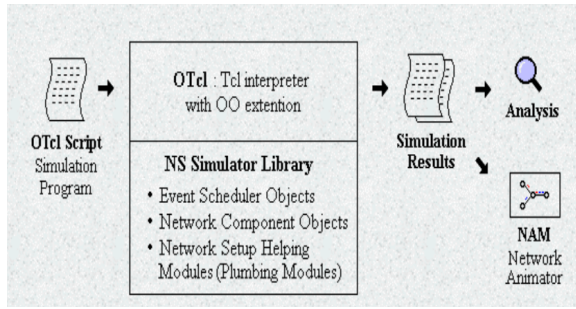 OTcl Script
Simulation
Program
OTcl : Tcl interpreter
with OO extention
NS Simulator Library
• Event Scheduler Objects
• Network Component Objects
• Network Setup Helping
Modules (Plumbing Modules)
Simulation
Results
Analysis
NAM
Network
Animator